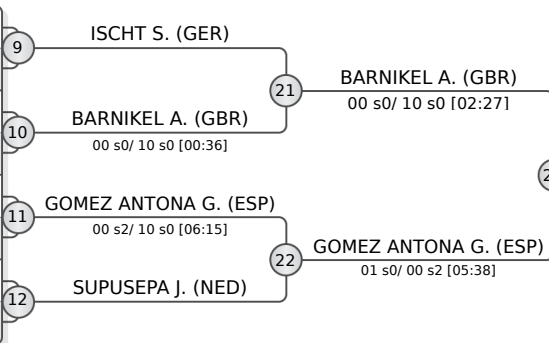 ISCHT S. (GER)
9
21
BARNIKEL A. (GBR)
00 s0/ 10 s0 [02:27]
10
BARNIKEL A. (GBR)
00 s0/ 10 s0 [00:36]
11
GOMEZ ANTONA G. (ESP)
00 s2/ 10 s0 [06:15]
22
GOMEZ ANTONA G. (ESP)
01 s0/ 00 s2 [05:38]
12
SUPUSEPA J. (NED)